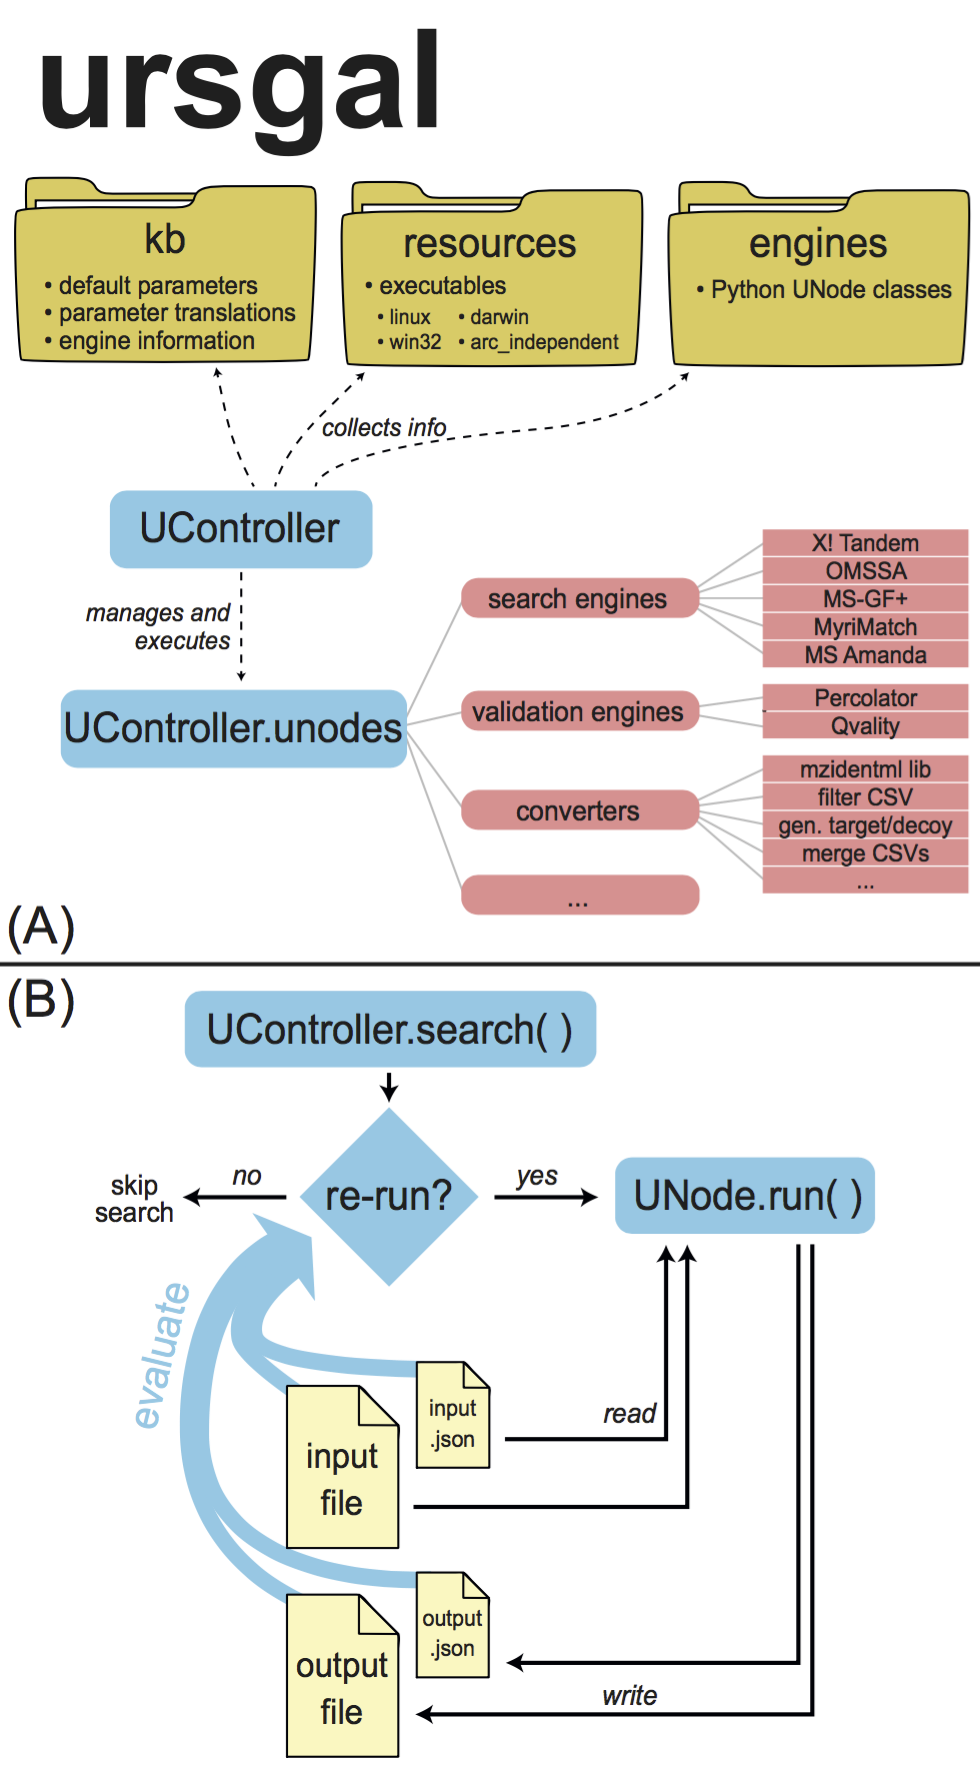 ursgal
kb
• default parameters
• parameter translations
• engine information
resources
• executables
• linux • darwin
• win32 • arc_independent
engines
• Python UNode classes
collects info
UController
manages and
executes
UController.unodes
search engines
X! Tandem
OMSSA
MS-GF+
MyriMatch
MS Amanda
validation engines
Percolator
Qvality
converters
mzidentml lib
filter CSV
gen. target/decoy
merge CSVs
...
...
(A)
(B)
UController.search( )
re-run?
no
skip
search
yes
UNode.run( )
evaluate
input
.json
read
input
file
output
.json
output
file
write